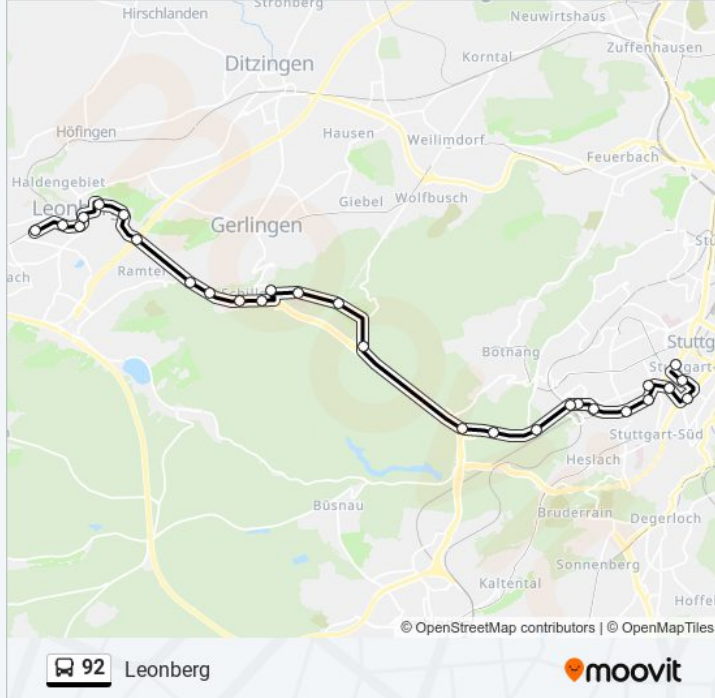 Stronberg
Hirschlanden
Neuwirtshaus
Zuffenhausen
Korntal
Ditzingen
Höfingen
Hausen
Weilimdorf
Feuerbach
Haldengebiet
Giebel
Wolfbusch
Gerlingen
Ramtel
Botnang
Stuttgart-Süd
Heslach
Büsnau
Bruderrain
Degerloch
Sonnenberg
Kaltental
© OpenStreetMap contributors | © OpenMapTiles
92
Leonberg
moovit